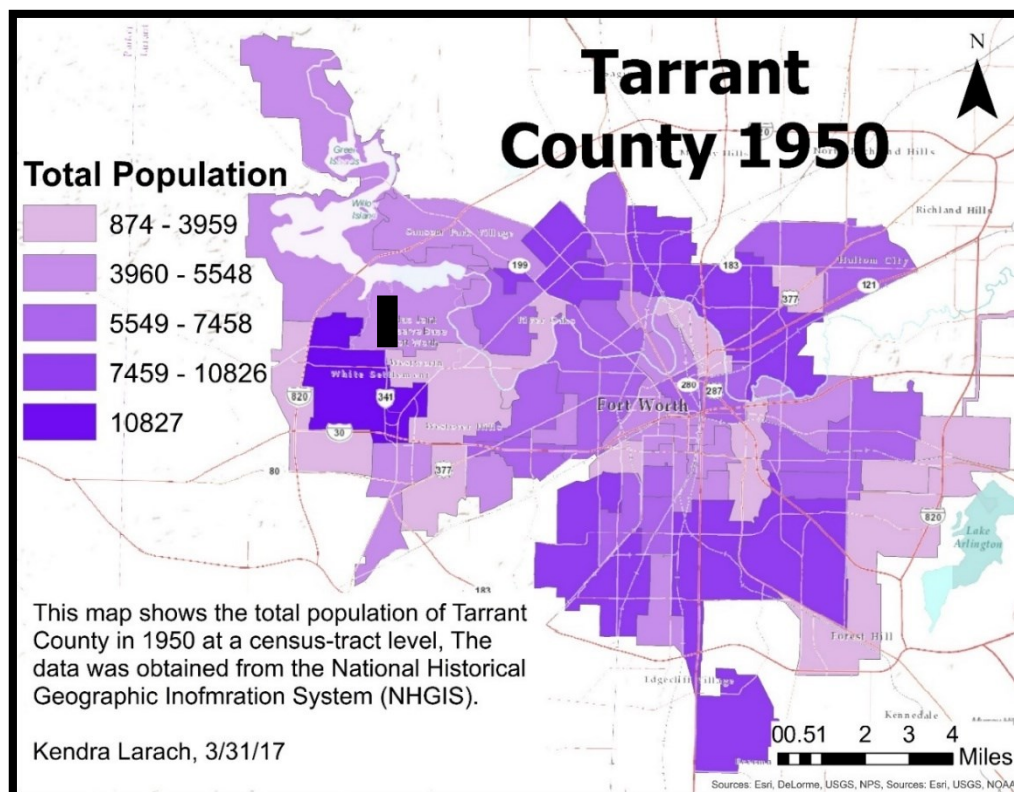 Tarrant
County 1950
N
Total Population
874 - 3959
3960 - 5548
5549 - 7458
7459 - 10826
10827
Richland Hills
Sansom Park Village
199
183
121
377
White Settlement
341
280
287
Fort Worth
820
30
80
377
820
Lake
Arlington
183
Forest Hill
Edgecliff Village
Kennedale
This map shows the total population of Tarrant
County in 1950 at a census-tract level, The
data was obtained from the National Historical
Geographic Inofmration System (NHGIS).
Kendra Larach, 3/31/17
00.51 2 3 4
Miles
Sources: Esri, DeLorme, USGS, NPS, Sources: Esri, USGS, NOAA